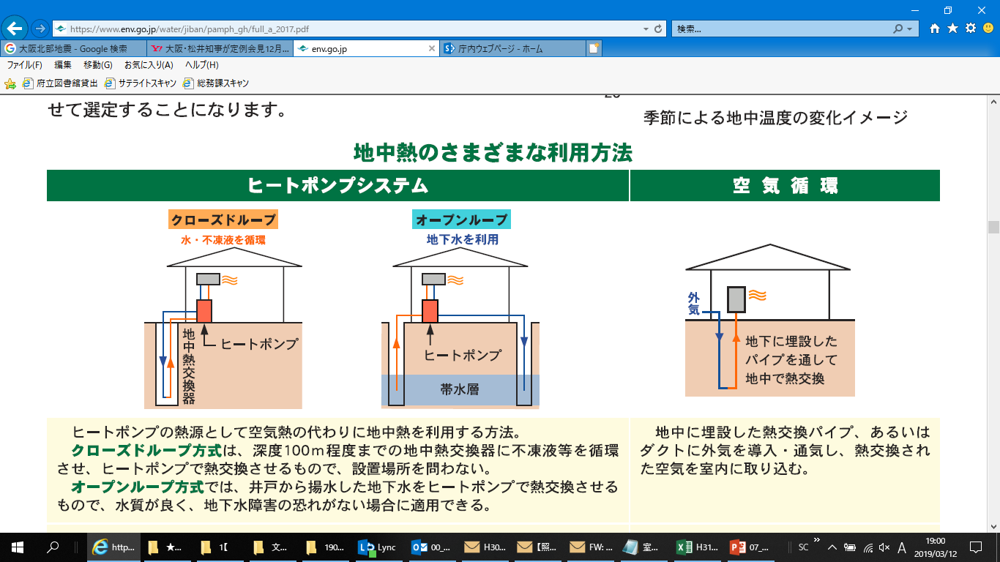 https://www.env.go.jp/water/jiban/pamph_gh/full_a_2017.pdf
検索...
大阪北部地震 - Google 検索
大阪・松井知事が定例会見12月...
env.go.jp
庁内ウェブページ - ホーム
ファイル(F) 編集 移動(G) お気に入り(A) ヘルプ(H)
府立図書館貸出 サテライトスキャン 総務課スキャン
せて選定することになります。
季節による地中温度の変化イメージ
地中熱のさまざまな利用方法
ヒートポンプシステム
空気循環
クローズドループ
水・不凍液を循環
オープンループ
地下水を利用
地中熱交換器
ヒートポンプ
ヒートポンプ
帯水層
外気
地下に埋設した
パイプを通して
地中で熱交換
ヒートポンプの熱源として空気熱の代わりに地中熱を利用する方法。
クローズドループ方式は、深度100m程度までの地中熱交換器に不凍液等を循環
させ、ヒートポンプで熱交換させるもので、設置場所を問わない。
オープンループ方式では、井戸から揚水した地下水をヒートポンプで熱交換させる
もので、水質が良く、地下水障害の恐れがない場合に適用できる。
地中に埋設した熱交換パイプ、あるいは
ダクトに外気を導入・通気し、熱交換され
た空気を室内に取り込む。
http...
★...
1【
文...
190...
Lync
00_...
H30...
【照...
FW: ...
室...
H31...
07_...
SC
A
19:00
2019/03/12